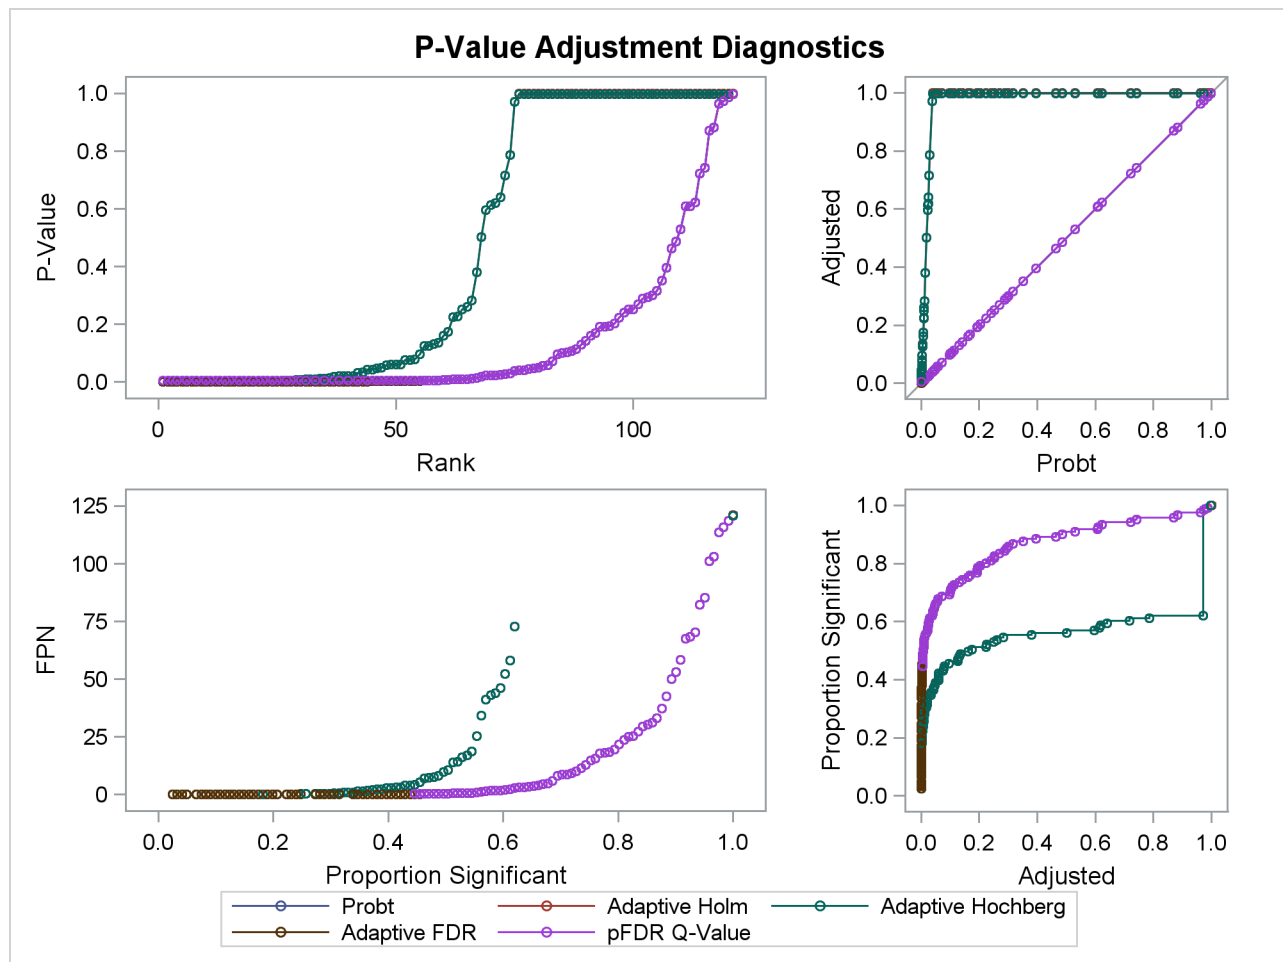 P-Value Adjustment Diagnostics
1.0
0.8
0.6
0.4
0.2
0.0
P-Value
0
50
100
Rank
1.0
0.8
0.6
0.4
0.2
0.0
Adjusted
0.0 0.2 0.4 0.6 0.8 1.0
Probt
125
100
75
50
25
0
FPN
0.0 0.2 0.4 0.6 0.8 1.0
Proportion Significant
1.0
0.8
0.6
0.4
0.2
0.0
Proportion Significant
0.0 0.2 0.4 0.6 0.8 1.0
Adjusted
Probt Adaptive Holm Adaptive Hochberg
Adaptive FDR pFDR Q-Value